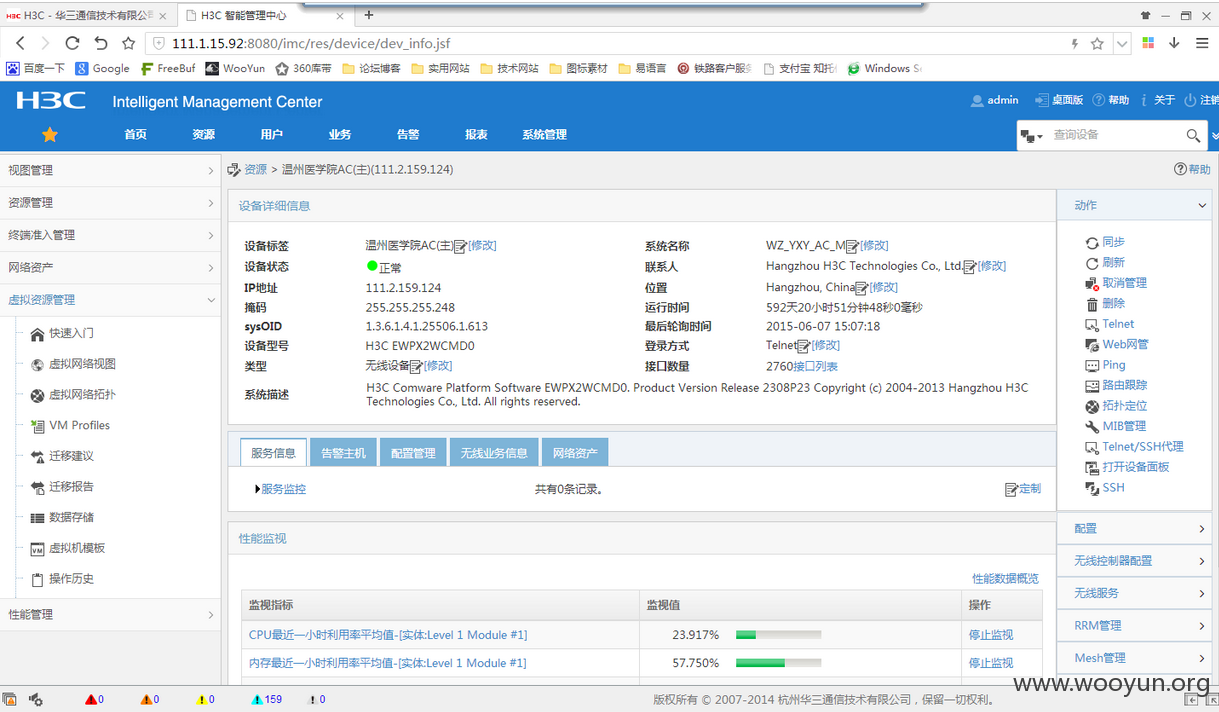 H3C H3C - 华三通信技术有限公 H3C 智能管理中心
111.1.15.92:8080/imc/res/device/dev_info.jsf
百度一下 Google FreeBuf WooYun 360库带 论坛博客 实用网站 技术网站 图标素材 易语言 铁路客户服 支付宝 知托 Windows S
H3C Intelligent Management Center admin 桌面版 帮助 关于 注销
首页 资源 用户 业务 告警 报表 系统管理 查询设备
视图管理
资源管理
终端准入管理
网络资产
虚拟资源管理
快速入门
虚拟网络视图
虚拟网络拓扑
VM Profiles
迁移建议
迁移报告
数据存储
虚拟机模板
操作历史
性能管理
资源 > 温州医学院AC(主)(111.2.159.124) 帮助
设备详细信息
设备标签 温州医学院AC(主)[修改] 系统名称 WZ_YXY_AC_M[修改]
设备状态 正常 联系人 Hangzhou H3C Technologies Co., Ltd.[修改]
IP地址 111.2.159.124 位置 Hangzhou, China[修改]
掩码 255.255.255.248 运行时间 592天20小时51分钟48秒0毫秒
sysOID 1.3.6.1.4.1.25506.1.613 最后轮询时间 2015-06-07 15:07:18
设备型号 H3C EWPX2WCMD0 登录方式 Telnet[修改]
类型 无线设备[修改] 接口数量 2760接口列表
系统描述 H3C Comware Platform Software EWPX2WCMD0. Product Version Release 2308P23 Copyright (c) 2004-2013 Hangzhou H3C
Technologies Co., Ltd. All rights reserved.
服务信息 告警主机 配置管理 无线业务信息 网络资产
服务监控 共有0条记录。 定制
性能监视
性能数据概览
监视指标 监视值 操作
CPU最近一小时利用率平均值-[实体:Level 1 Module #1] 23.917% 停止监视
内存最近一小时利用率平均值-[实体:Level 1 Module #1] 57.750% 停止监视
动作
同步
刷新
取消管理
删除
Telnet
Web网管
Ping
路由跟踪
拓扑定位
MIB管理
Telnet/SSH代理
打开设备面板
SSH
配置
无线控制器配置
无线服务
RRM管理
Mesh管理
www.wooyun.org
0 0 0 159 0 版权所有 © 2007-2014 杭州华三通信技术有限公司，保留一切权利。